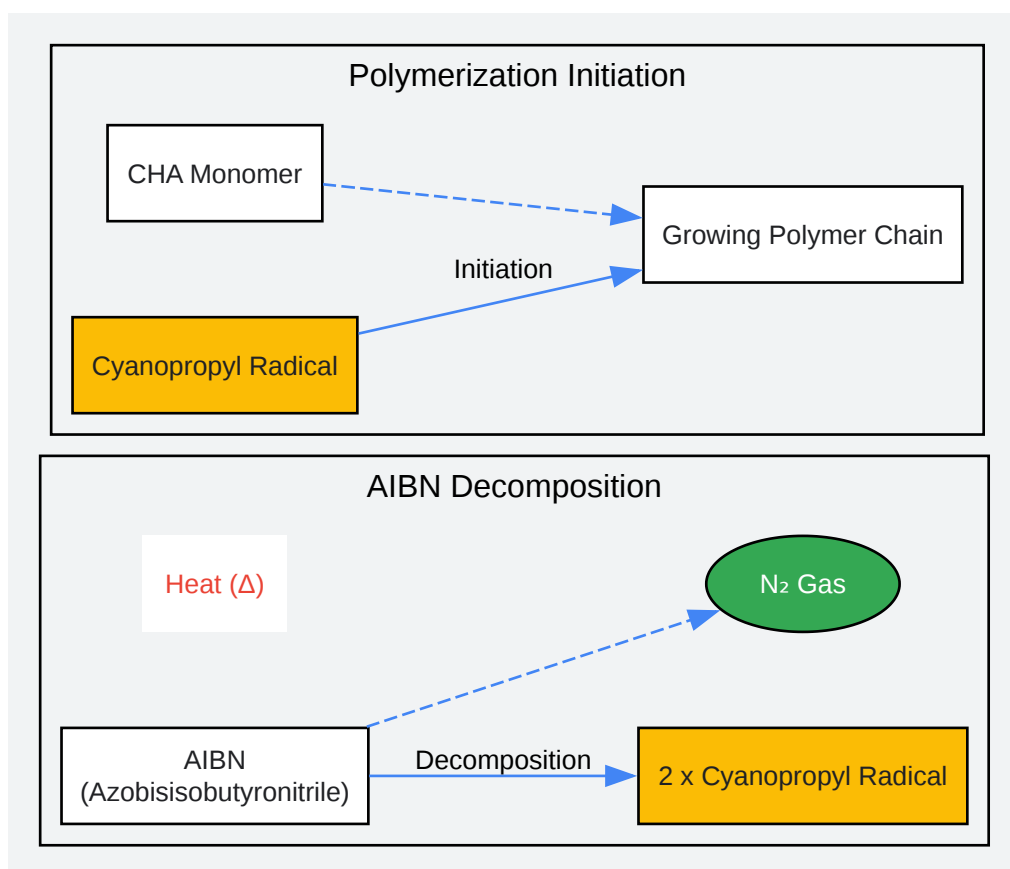 Polymerization Initiation
CHA Monomer
Growing Polymer Chain
Initiation
Cyanopropyl Radical
AIBN Decomposition
Heat (Δ)
N₂ Gas
AIBN
(Azobisisobutyronitrile)
Decomposition
2 x Cyanopropyl Radical